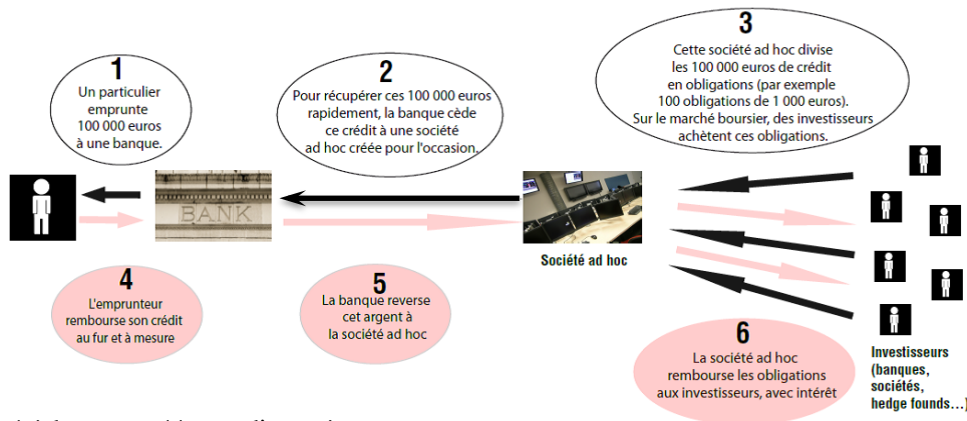 1
Un particulier
emprunte
100 000 euros
à une banque.
2
Pour récupérer ces 100 000 euros
rapidement, la banque cède
ce crédit à une société
ad hoc créée pour l'occasion.
3
Cette société ad hoc divise
les 100 000 euros de crédit
en obligations (par exemple
100 obligations de 1 000 euros).
Sur le marché boursier, des investisseurs
achètent ces obligations.
BANK
Société ad hoc
4
L'emprunteur
rembourse son crédit
au fur et à mesure
5
La banque reverse
cet argent à
la société ad hoc
6
La société ad hoc
rembourse les obligations
aux investisseurs, avec intérêt
Investisseurs
(banques,
sociétés,
hedge founds...)